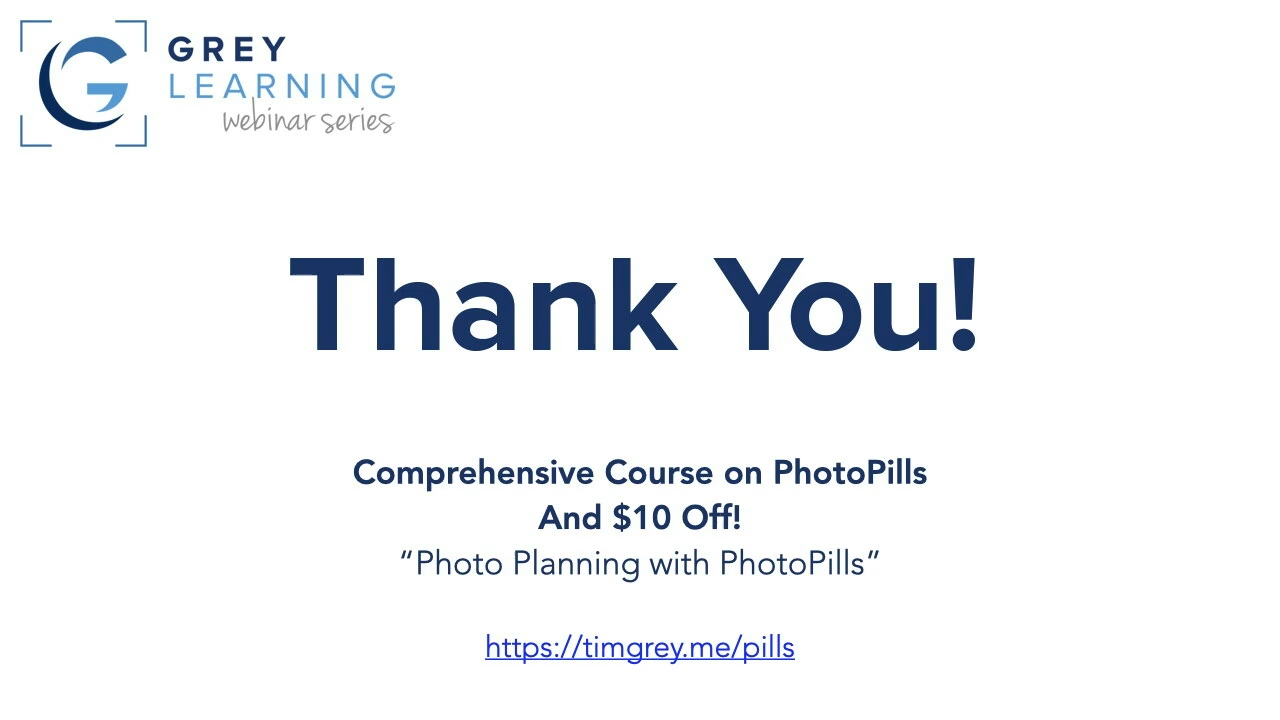 GREY
LEARNING
webinar series
Thank You!
Comprehensive Course on PhotoPills
And $10 Off!
“Photo Planning with PhotoPills”
https://timgrey.me/pills